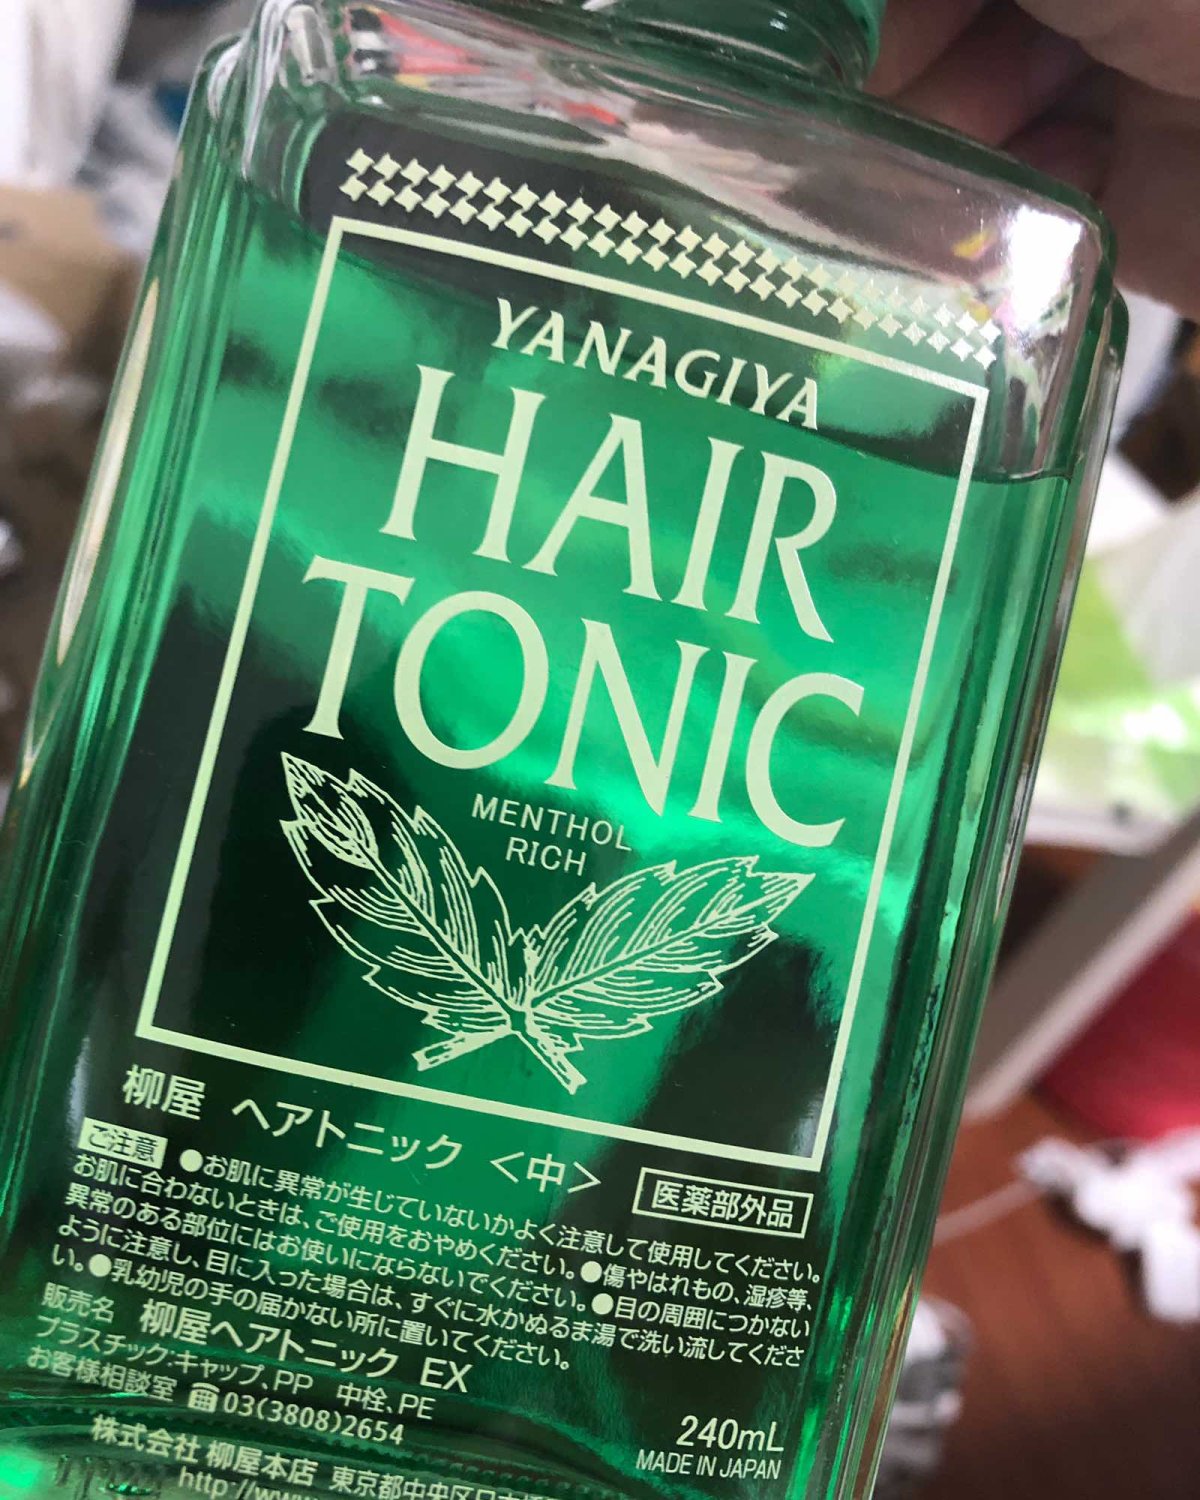 YANAGIYA
HAIR
TONIC
MENTHOL
RICH
柳屋 ヘアトニック <中>
医薬部外品
ご注意 ●お肌に異常が生じていないかよく注意して使用してください。
お肌に合わないときは、ご使用をおやめください。●傷やはれもの、湿疹等、
異常のある部位にはお使いにならないでください。●目の周囲につかない
ように注意し、目に入った場合は、すぐに水かぬるま湯で洗い流してくださ
い。●乳幼児の手の届かない所に置いてください。
販売名 柳屋ヘアトニック EX
プラスチック:キャップ、PP 中栓、PE
お客様相談室 ☎03(3808)2654
240mL
MADE IN JAPAN
株式会社 柳屋本店 東京都中央区日本橋
http://www